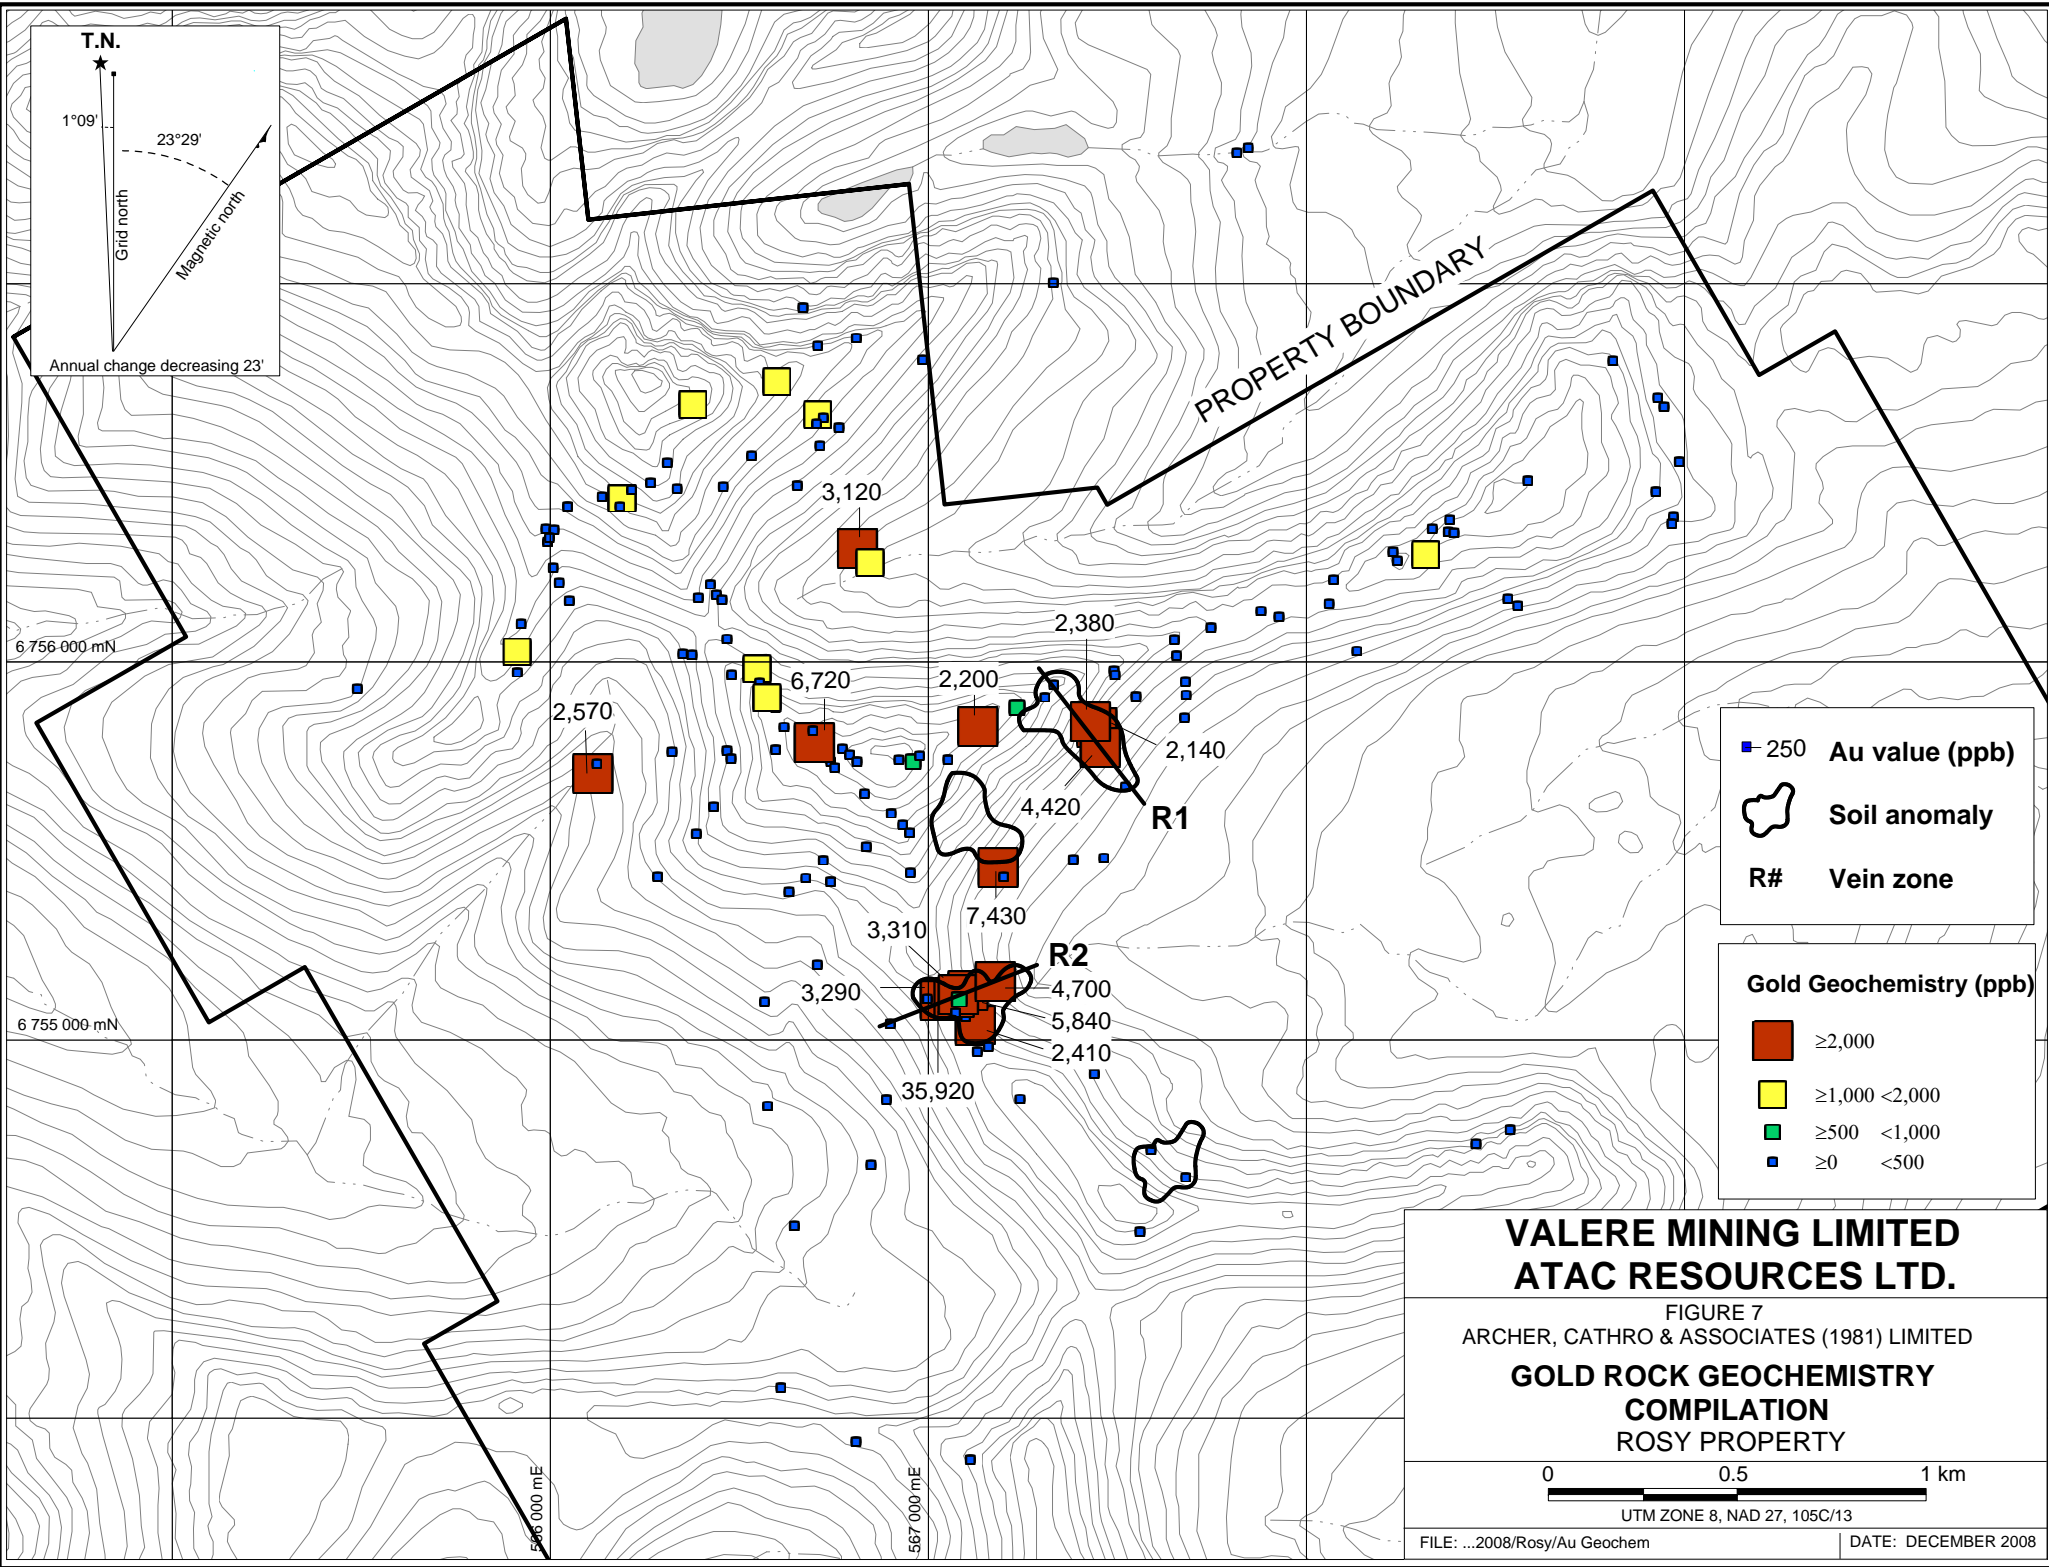 T.N.
1°09'
23°29'
Grid north
Magnetic north
Annual change decreasing 23'
PROPERTY BOUNDARY
3,120
2,380
6 756 000 mN
6,720
2,200
2,570
2,140
4,420
R1
7,430
3,310
R2
3,290
4,700
5,840
6 755 000 mN
2,410
35,920
566 000 mE
567 000 mE
250 Au value (ppb)
Soil anomaly
R# Vein zone
Gold Geochemistry (ppb)
≥2,000
≥1,000 <2,000
≥500 <1,000
≥0 <500
VALERE MINING LIMITED
ATAC RESOURCES LTD.
FIGURE 7
ARCHER, CATHRO & ASSOCIATES (1981) LIMITED
GOLD ROCK GEOCHEMISTRY
COMPILATION
ROSY PROPERTY
0 0.5 1 km
UTM ZONE 8, NAD 27, 105C/13
FILE: ...2008/Rosy/Au Geochem
DATE: DECEMBER 2008